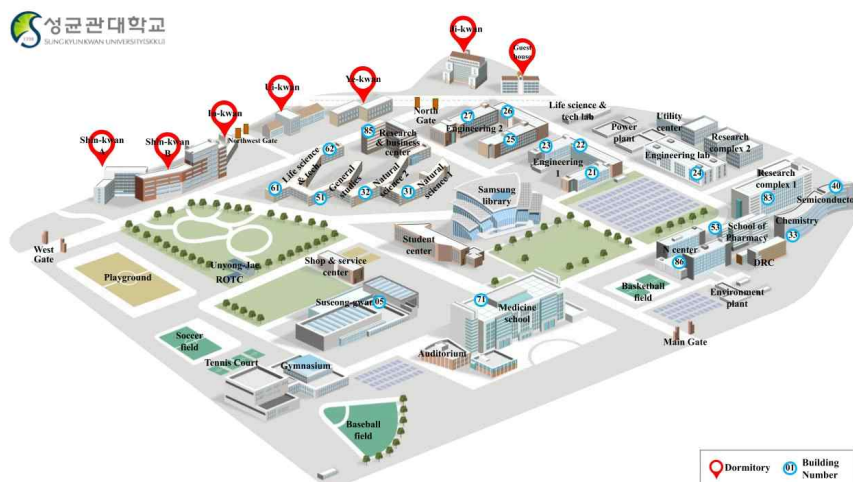 성균관대학교
SUNGKYUNKWAN UNIVERSITY(SKKU)
Ji-kwan
Guest
house
Ui-kwan
Ye-kwan
In-kwan
Shin-kwan
A
Shin-kwan
B
Northwest Gate
North
Gate
85
Research
& business
center
27
26
Engineering 2
25
Life science &
tech lab
Power
plant
Utility
center
Research
complex 2
23
22
Engineering
1
21
Engineering lab
24
62
Life science
& tech.
61
51
General
studies
32
Natural
science 2
31
Natural
science 1
Samsung
library
Research
complex 1
83
40
Semiconductor
Chemistry
33
53
School of
Pharmacy
N center
86
DRC
West
Gate
Playground
Unyong-Jae
ROTC
Shop & service
center
Student
center
Basketball
field
Environment
plant
Main Gate
Suseong-gwan
05
71
Medicine
school
Soccer
field
Tennis Court
Gymnasium
Auditorium
Baseball
field
Dormitory
01
Building
Number